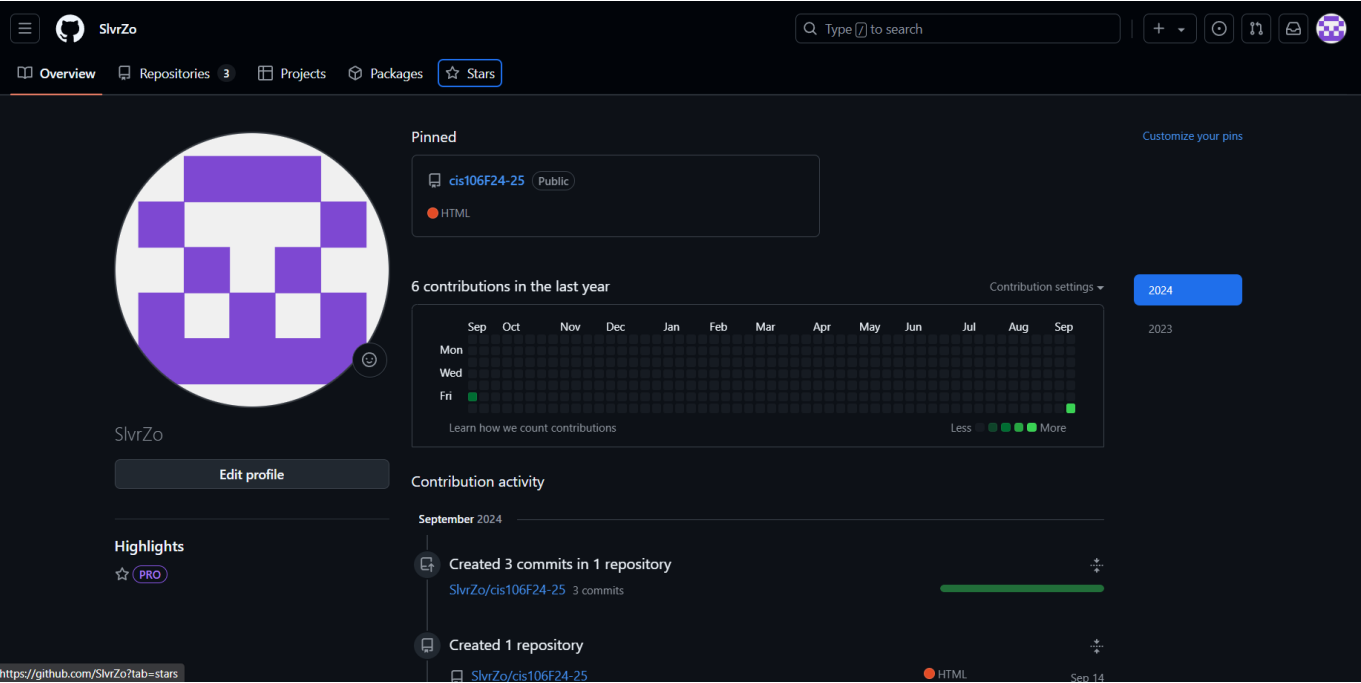 SlvrZo
Type / to search
Overview
Repositories 3
Projects
Packages
Stars
Pinned
Customize your pins
cis106F24-25 Public
HTML
6 contributions in the last year
Contribution settings
2024
2023
Sep Oct Nov Dec Jan Feb Mar Apr May Jun Jul Aug Sep
Mon
Wed
Fri
Learn how we count contributions
Less More
SlvrZo
Edit profile
Highlights
PRO
Contribution activity
September 2024
Created 3 commits in 1 repository
SlvrZo/cis106F24-25 3 commits
Created 1 repository
SlvrZo/cis106F24-25 HTML Sep 14
https://github.com/SlvrZo?tab=stars